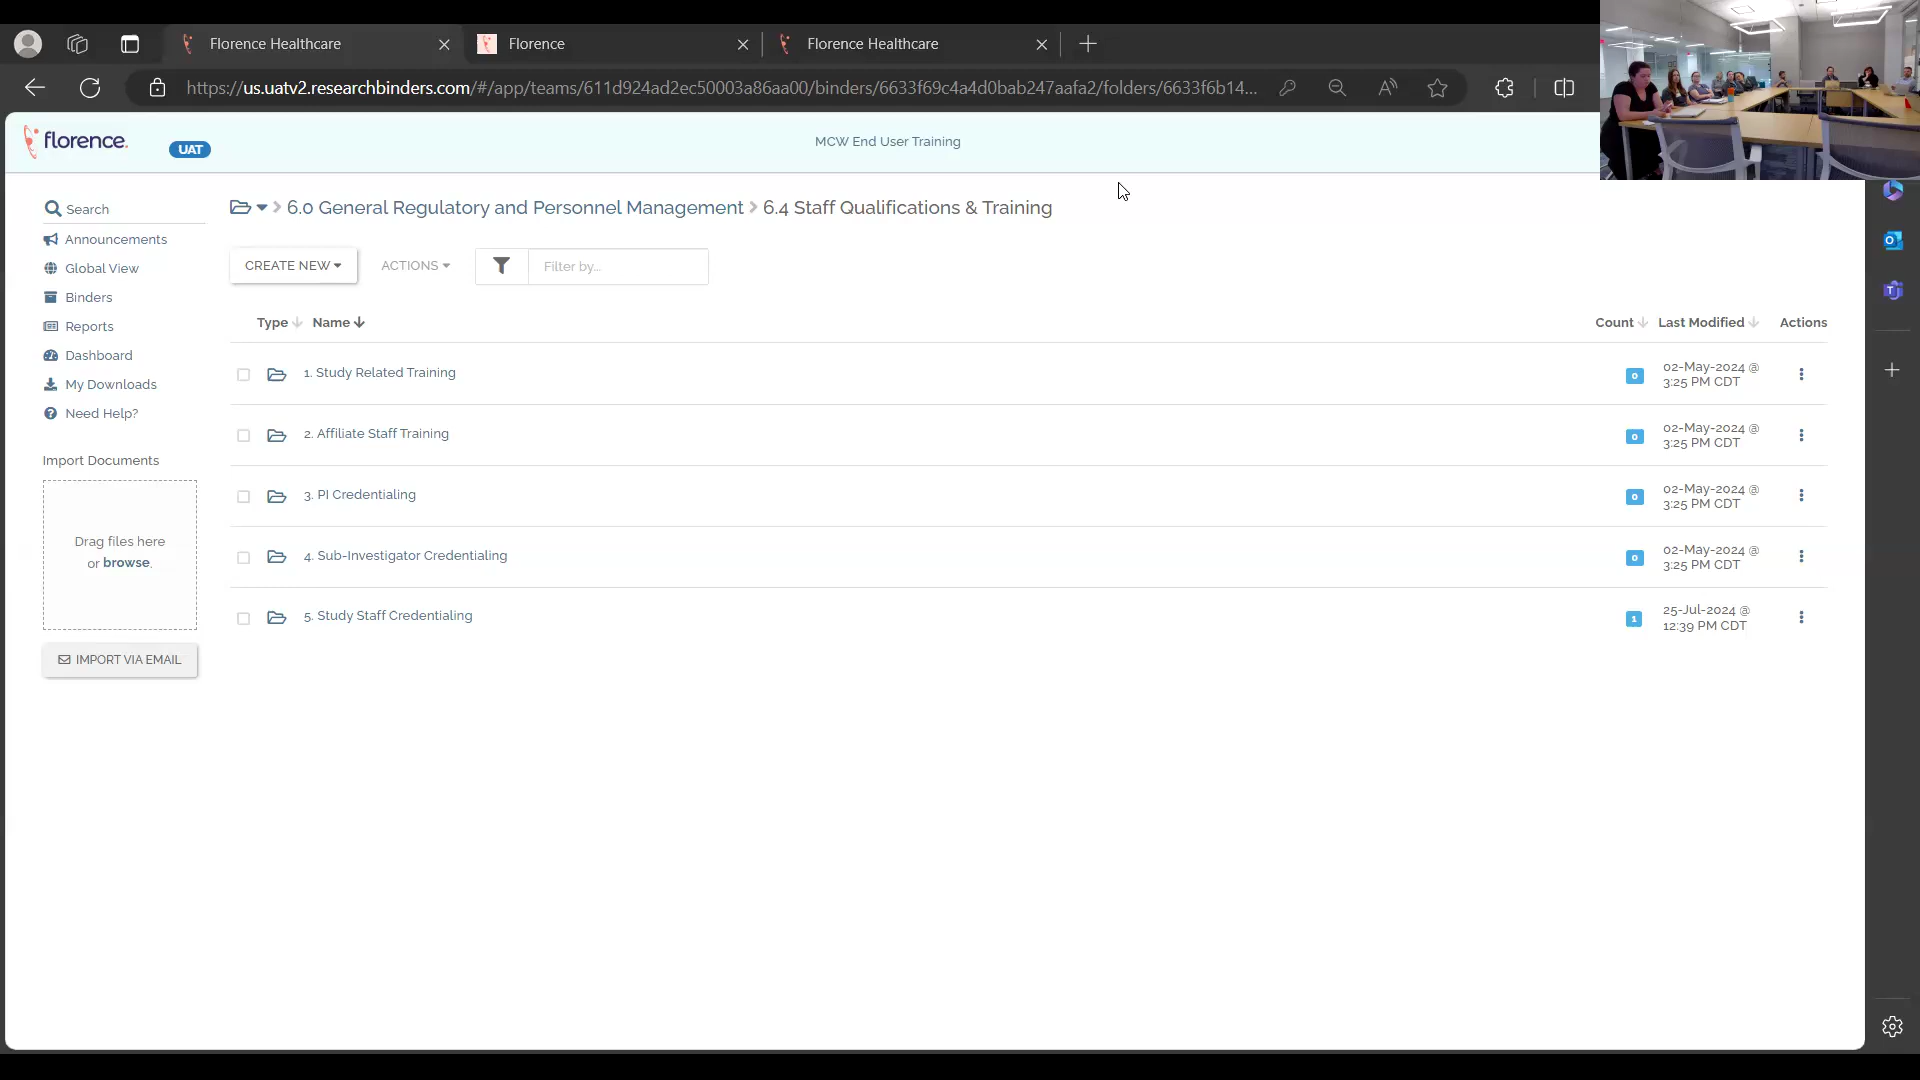 Florence Healthcare
Florence
Florence Healthcare
https://us.uatv2.researchbinders.com/#/app/teams/611d924ad2ec50003a86aa00/binders/6633f69c4a4d0bab247aafa2/folders/6633f6b14...
florence.
UAT
MCW End User Training
Search
Announcements
Global View
Binders
Reports
Dashboard
My Downloads
Need Help?
Import Documents
Drag files here
or browse.
IMPORT VIA EMAIL
6.0 General Regulatory and Personnel Management > 6.4 Staff Qualifications & Training
CREATE NEW
ACTIONS
Filter by...
Type Name Count Last Modified Actions
1. Study Related Training 0 02-May-2024 @
3:25 PM CDT
2. Affiliate Staff Training 0 02-May-2024 @
3:25 PM CDT
3. PI Credentialing 0 02-May-2024 @
3:25 PM CDT
4. Sub-Investigator Credentialing 0 02-May-2024 @
3:25 PM CDT
5. Study Staff Credentialing 1 25-Jul-2024 @
12:39 PM CDT